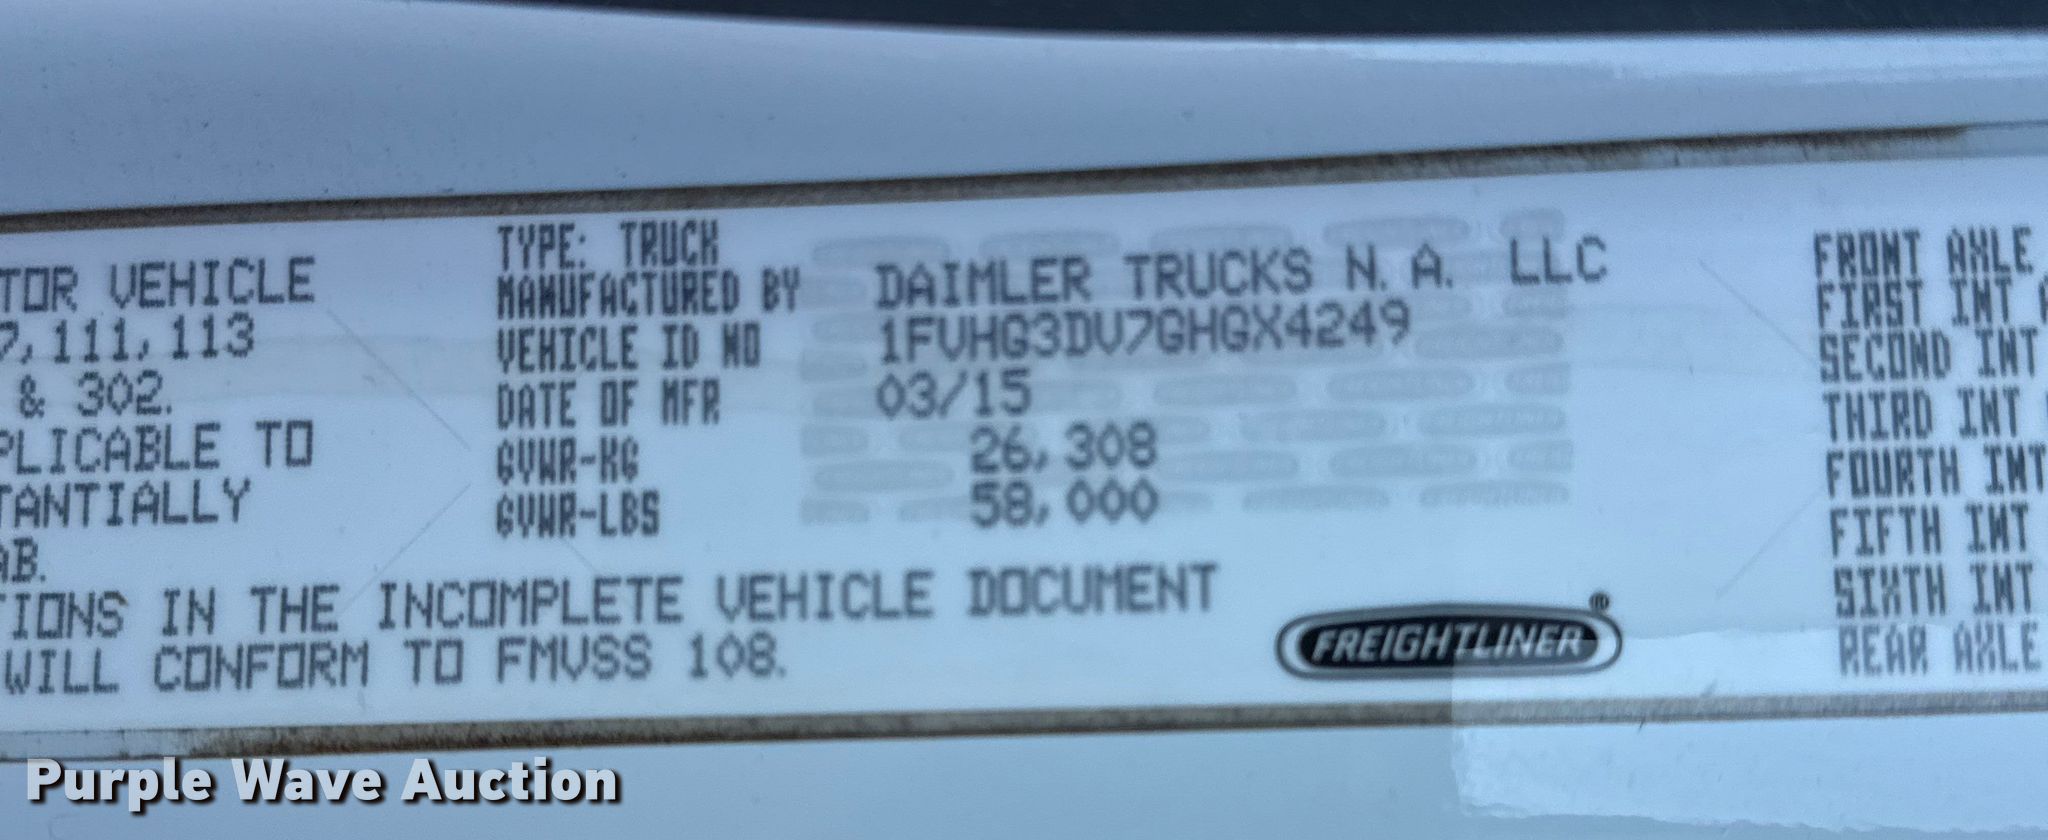 TOR VEHICLE
7, 111, 113
& 302.
PLICABLE TO
TANTIALLY
AB.
TIONS IN THE INCOMPLETE VEHICLE DOCUMENT
WILL CONFORM TO FMVSS 108.
TYPE: TRUCK
MANUFACTURED BY DAIMLER TRUCKS N. A. LLC
VEHICLE ID NO 1FVHG3DV7GHGX4249
DATE OF MFR 03/15
GVWR-KG 26, 308
GVWR-LBS 58, 000
FREIGHTLINER®
FRONT AXLE
FIRST INT A
SECOND INT
THIRD INT
FOURTH INT
FIFTH INT
SIXTH INT
REAR AXLE
Purple Wave Auction